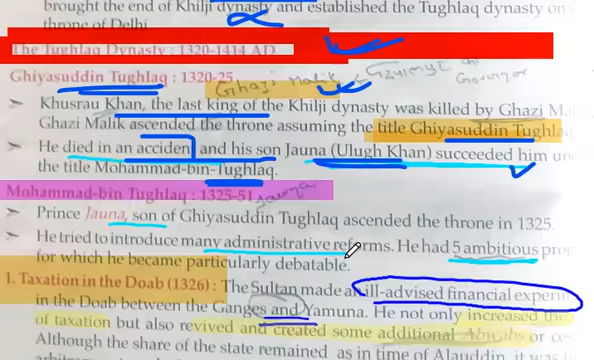 brought the end of Khilji dynasty and established the Tughlaq dynasty on
throne of Delhi
The Tughlaq Dynasty : 1320-1414 AD
Ghiyasuddin Tughlaq : 1320-25
Ghazi Malik
Governor
➢ Khusrau Khan, the last king of the Khilji dynasty was killed by Ghazi
Ghazi Malik ascended the throne assuming the title Ghiyasuddin
➢ He died in an acciden and his son Jauna (Ulugh Khan) succeeded him
the title Mohammad-bin-Tughlaq.
Mohammad-bin Tughlaq : 1325-51
Jauna
➢ Prince Jauna, son of Ghiyasuddin Tughlaq ascended the throne in 1325.
➢ He tried to introduce many administrative reforms. He had 5 ambitious
for which he became particularly debatable.
1. Taxation in the Doab (1326) : The Sultan made an ill-advised financial
in the Doab between the Ganges and Yamuna. He not only increased the
of taxation but also revived and created some additional Abwabs or
Although the share of the state remained as in time of Alaudin, it was